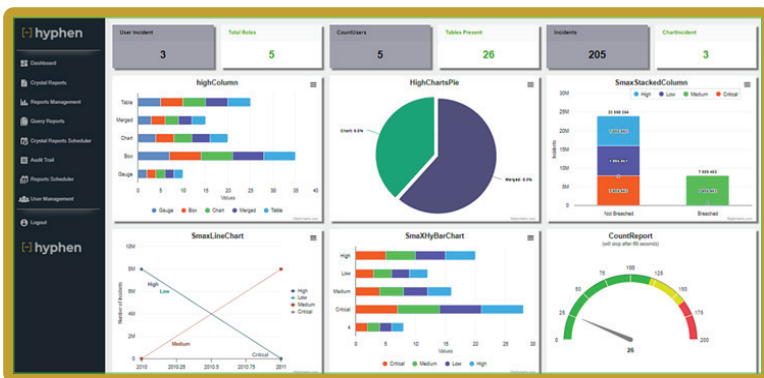 [-] hyphen
Dashboard
Crystal Reports
Reports Management
Query Reports
Crystal Reports Scheduler
Audit Trail
Reports Scheduler
User Management
Logout
[-] hyphen
User Incident
3
Total Roles
5
CountUsers
5
Tables Present
26
Incidents
205
ChartIncident
3
highColumn
Table
Merged
Chart
Box
Gauge
0 5 10 15 20 25 30 35 40
Values
Gauge Box Chart Merged Table
HighChartsPie
Merged: 0.0%
SmaxStackedColumn
High Low Medium Critical
30M
25M
20M
15M
10M
5M
0
Incidents
Not Breached Breached
SmaxLineChart
10M
8M
6M
4M
2M
0
Number of Incidents
High
Low
Medium
Critical
2010 2010.25 2010.5 2010.75 2011
High
Low
Medium
Critical
SmaXHyBarChart
High
Low
Medium
Critical
4
0 5 10 15 20 25 30
Values
Critical Medium Low High
CountReport
(will stop after 60 seconds)
0 25 50 75 100 125 150 175 200
26